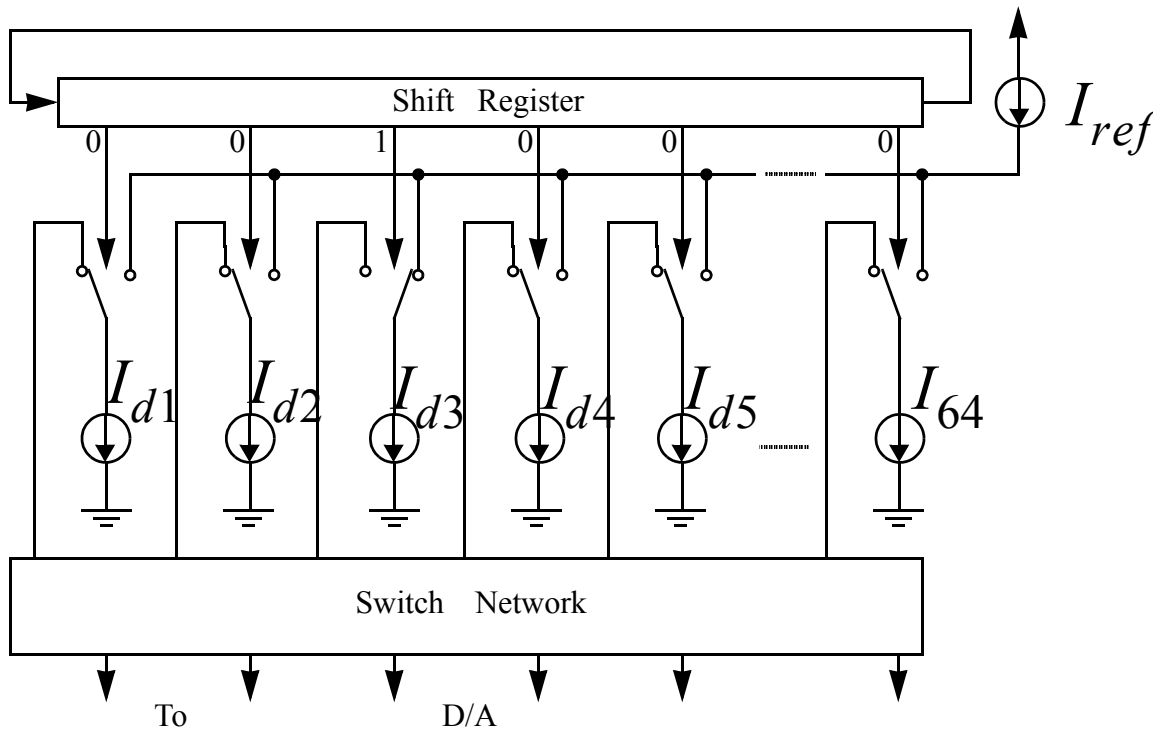 Shift Register
I_ref
0 0 1 0 0 0
I_d1 I_d2 I_d3 I_d4 I_d5 I_64
Switch Network
To D/A